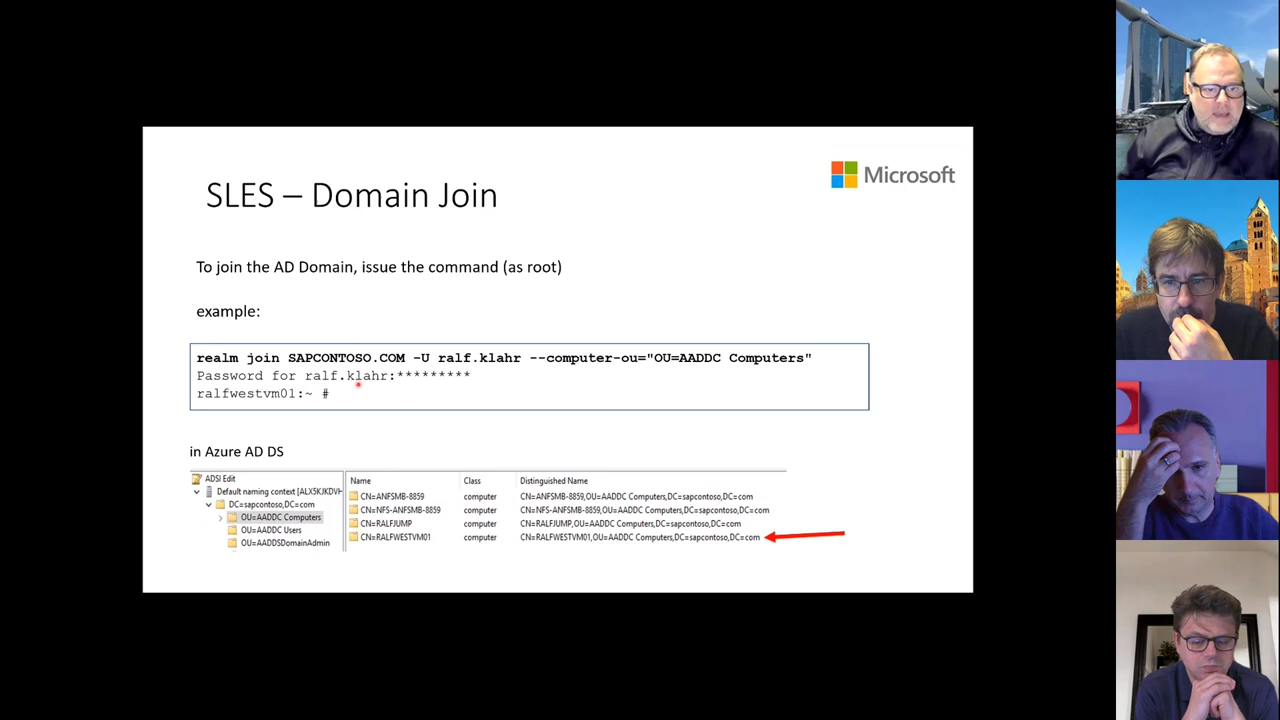 Microsoft
SLES – Domain Join
To join the AD Domain, issue the command (as root)
example:
realm join SAPCONTOSO.COM -U ralf.klahr --computer-ou="OU=AADDC Computers"
Password for ralf.klahr:*********
ralfwestvm01:~ #
in Azure AD DS
ADSI Edit
Default naming context [ALX5KJKDVH
DC=sapcontoso,DC=com
OU=AADDC Computers
OU=AADDC Users
OU=AADDSDomainAdmin
Name Class Distinguished Name
CN=ANFSMB-8859 computer CN=ANFSMB-8859,OU=AADDC Computers,DC=sapcontoso,DC=com
CN=NFS-ANFSMB-8859 computer CN=NFS-ANFSMB-8859,OU=AADDC Computers,DC=sapcontoso,DC=com
CN=RALFJUMP computer CN=RALFJUMP,OU=AADDC Computers,DC=sapcontoso,DC=com
CN=RALFWESTVM01 computer CN=RALFWESTVM01,OU=AADDC Computers,DC=sapcontoso,DC=com